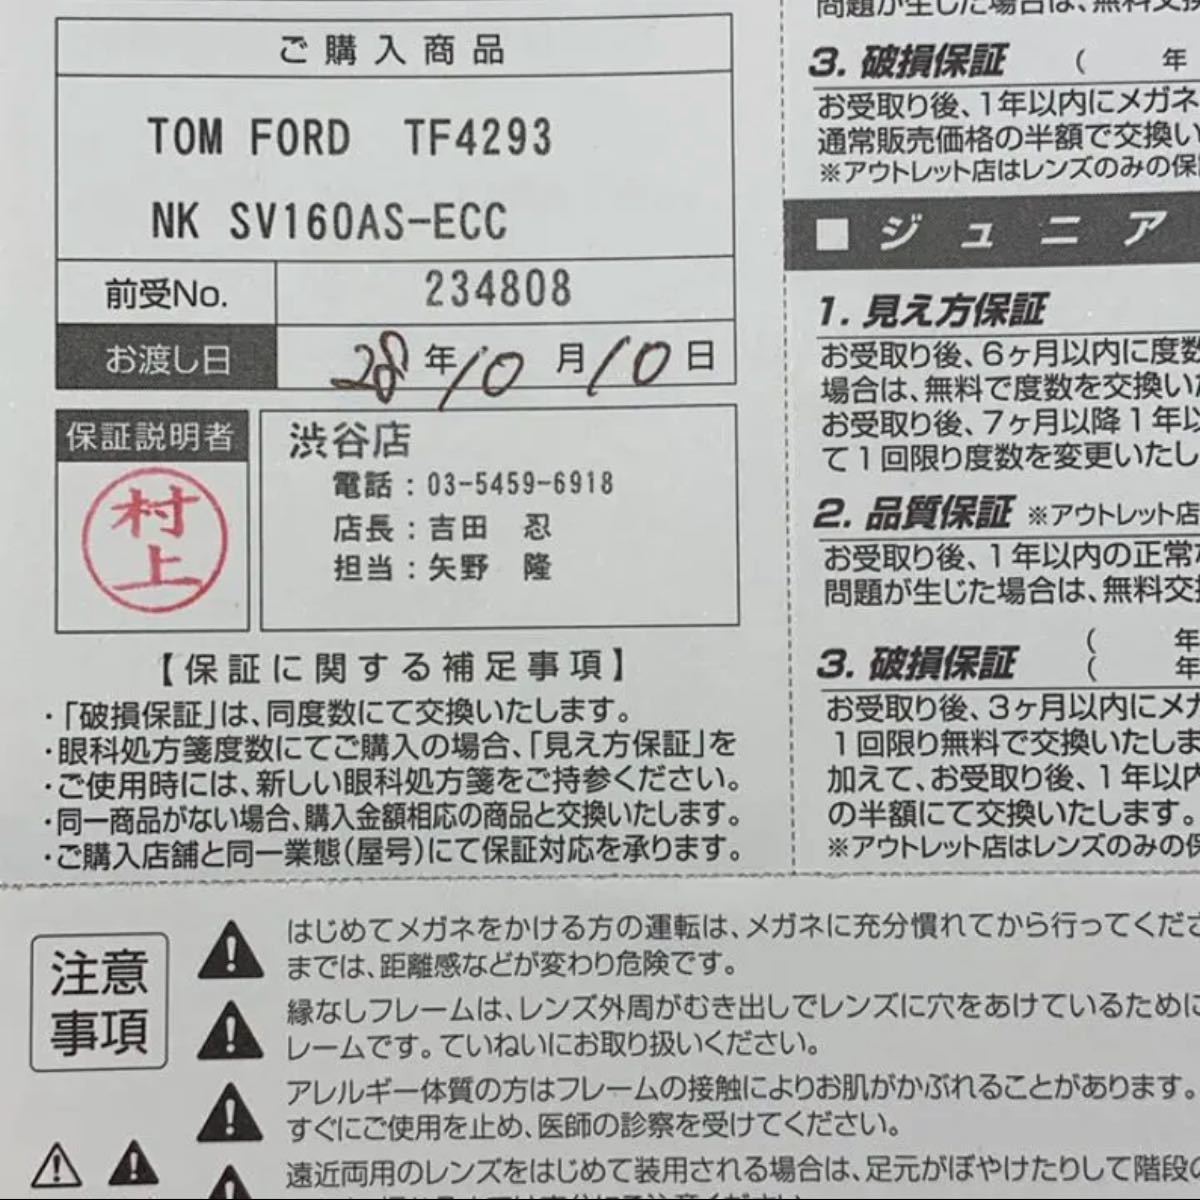 ご購入商品
TOM FORD TF4293
NK SV160AS-ECC
前受No. 234808
お渡し日 28年10月10日
保証説明者
村上
渋谷店
電話：03-5459-6918
店長：吉田 忍
担当：矢野 隆
【保証に関する補足事項】
・「破損保証」は、同度数にて交換いたします。
・眼科処方箋度数にてご購入の場合、「見え方保証」を
・ご使用時には、新しい眼科処方箋をご持参ください。
・同一商品がない場合、購入金額相応の商品と交換いたします。
・ご購入店舗と同一業態（屋号）にて保証対応を承ります。
問題が生じた場合は、無料交換
3. 破損保証 （ 年
お受取り後、1年以内にメガネ
通常販売価格の半額で交換い
※アウトレット店はレンズのみの保
■ ジュニア
1. 見え方保証
お受取り後、6ヶ月以内に度数
場合は、無料で度数を交換いた
お受取り後、7ヶ月以降1年以
て1回限り度数を変更いたし
2. 品質保証 ※アウトレット店
お受取り後、1年以内の正常な
問題が生じた場合は、無料交換
3. 破損保証 （ 年
（ 年
お受取り後、3ヶ月以内にメガ
1回限り無料で交換いたしま
加えて、お受取り後、1年以内
の半額にて交換いたします。
※アウトレット店はレンズのみの保
注意
事項
はじめてメガネをかける方の運転は、メガネに充分慣れてから行ってくださ
までは、距離感などが変わり危険です。
縁なしフレームは、レンズ外周がむき出しでレンズに穴をあけているために
レームです。ていねいにお取り扱いください。
アレルギー体質の方はフレームの接触によりお肌がかぶれることがあります。
すぐにご使用を止め、医師の診察を受けてください。
遠近両用のレンズをはじめて装用される場合は、足元がぼやけたりして階段の